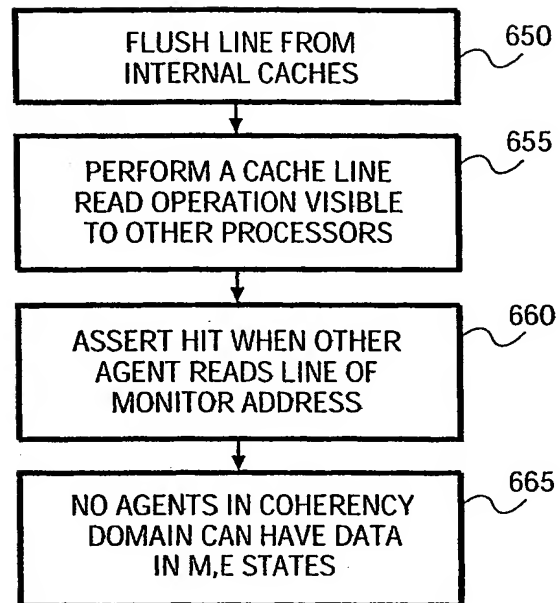 FLUSH LINE FROM
INTERNAL CACHES
650
PERFORM A CACHE LINE
READ OPERATION VISIBLE
TO OTHER PROCESSORS
655
ASSERT HIT WHEN OTHER
AGENT READS LINE OF
MONITOR ADDRESS
660
NO AGENTS IN COHERENCY
DOMAIN CAN HAVE DATA
IN M,E STATES
665